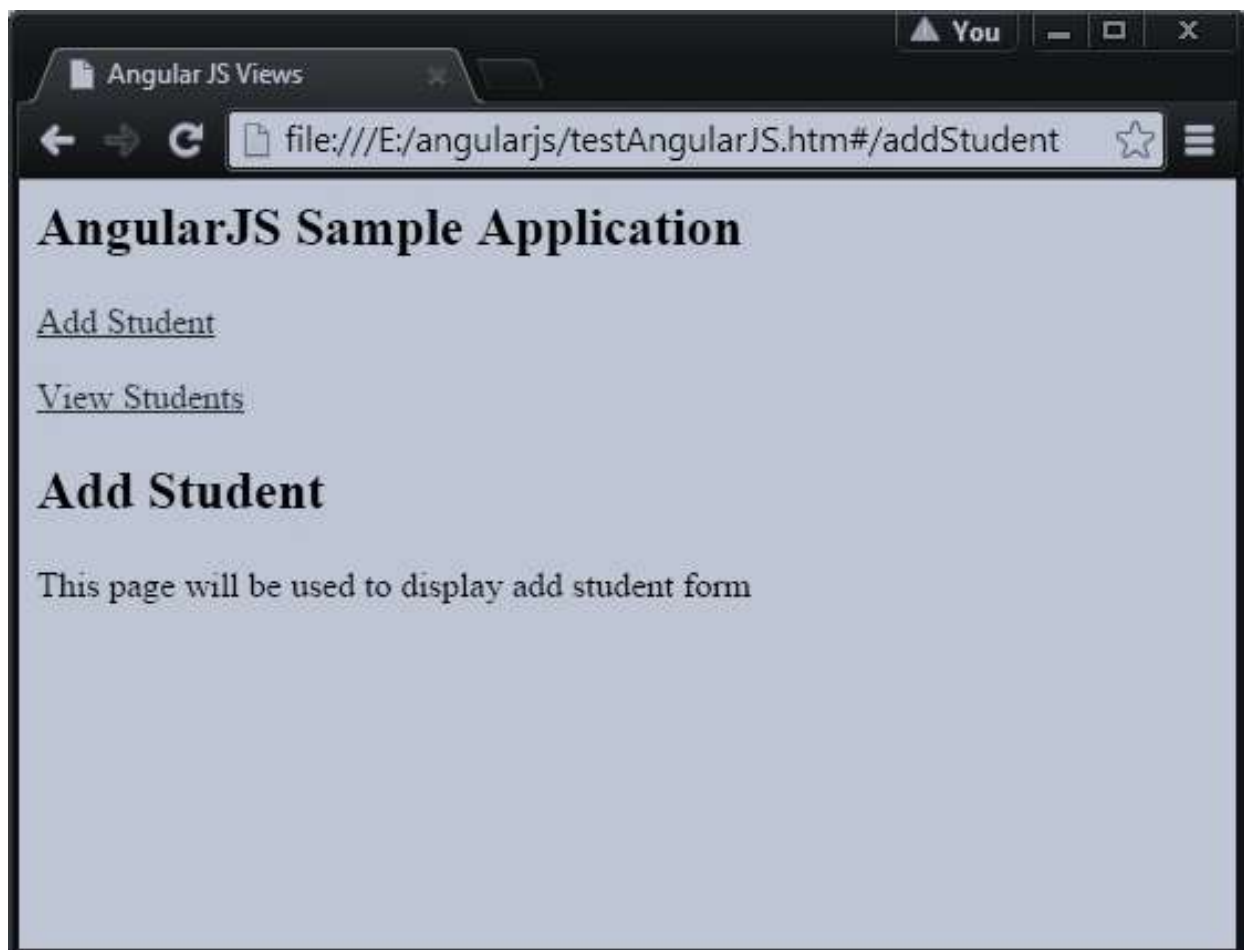 You
Angular JS Views
file:///E:/angularjs/testAngularJS.htm#/addStudent
AngularJS Sample Application
Add Student
View Students
Add Student
This page will be used to display add student form